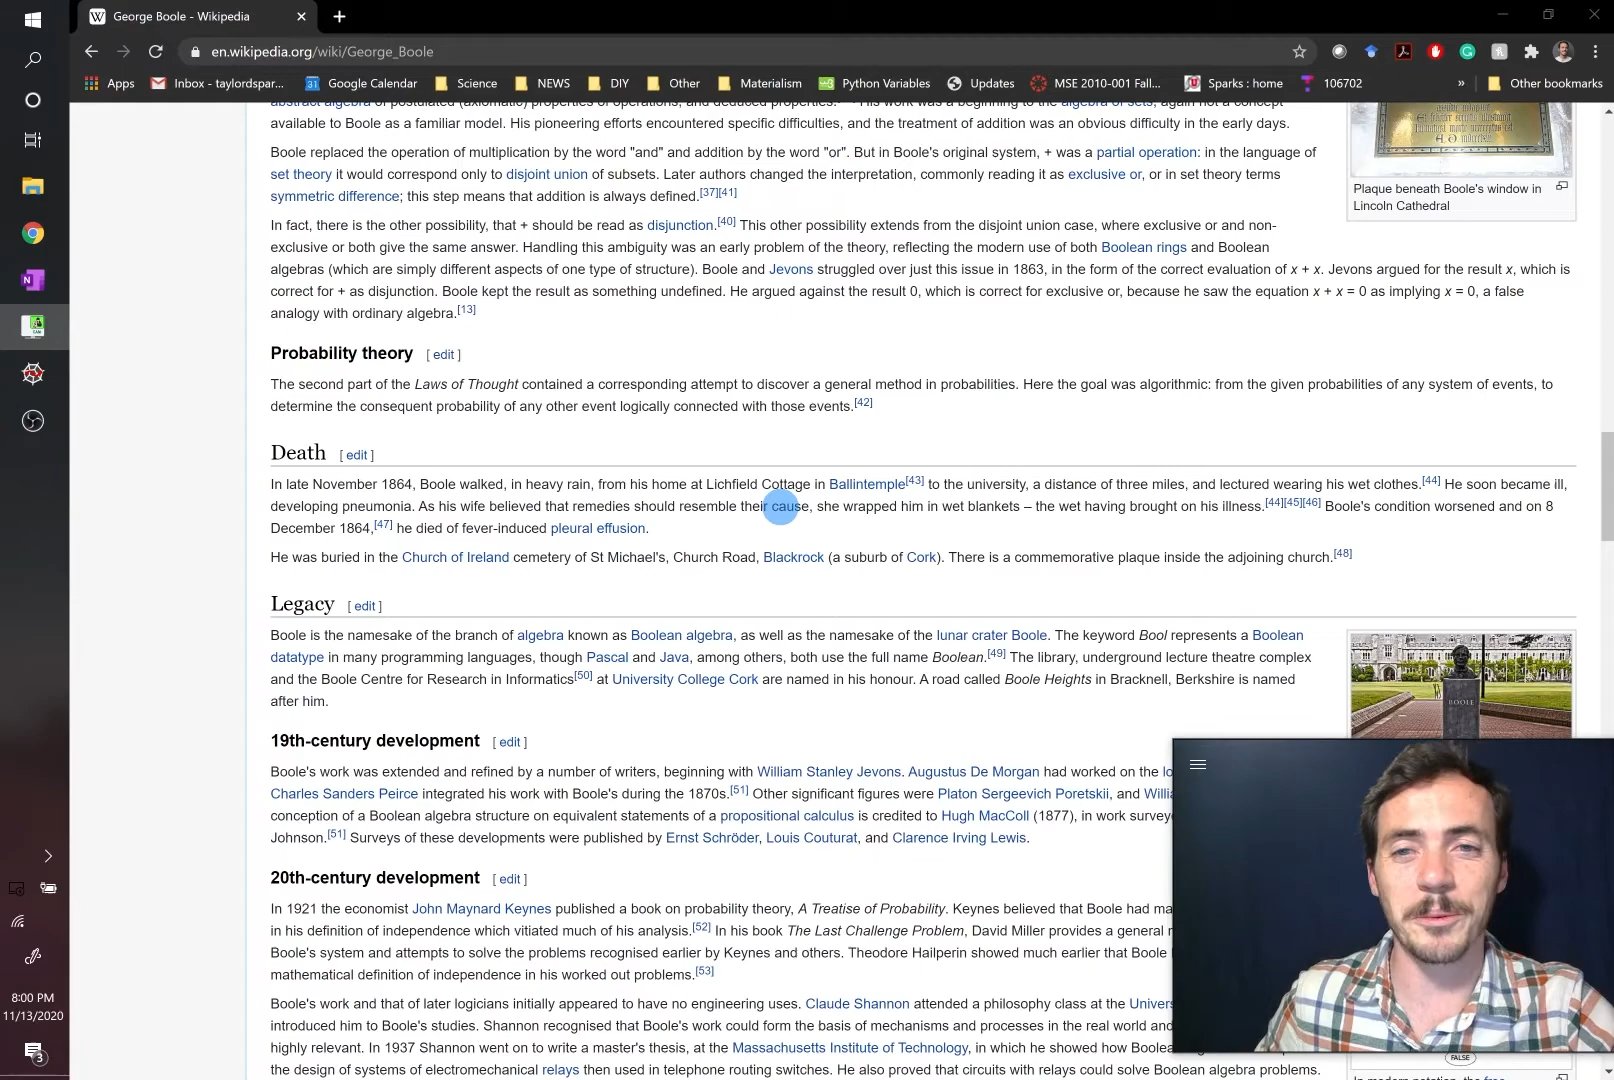 George Boole - Wikipedia
en.wikipedia.org/wiki/George_Boole
Apps Inbox - taylordspar... Google Calendar Science NEWS DIY Other Materialism Python Variables Updates MSE 2010-001 Fall... Sparks : home 106702 » Other bookmarks
abstract algebra of postulated (axiomatic) properties of operations, and deduced properties. His work was a beginning to the algebra of sets, again not a concept
available to Boole as a familiar model. His pioneering efforts encountered specific difficulties, and the treatment of addition was an obvious difficulty in the early days.
Boole replaced the operation of multiplication by the word "and" and addition by the word "or". But in Boole's original system, + was a partial operation: in the language of
set theory it would correspond only to disjoint union of subsets. Later authors changed the interpretation, commonly reading it as exclusive or, or in set theory terms
symmetric difference; this step means that addition is always defined.[37][41]
Plaque beneath Boole's window in
Lincoln Cathedral
In fact, there is the other possibility, that + should be read as disjunction.[40] This other possibility extends from the disjoint union case, where exclusive or and non-
exclusive or both give the same answer. Handling this ambiguity was an early problem of the theory, reflecting the modern use of both Boolean rings and Boolean
algebras (which are simply different aspects of one type of structure). Boole and Jevons struggled over just this issue in 1863, in the form of the correct evaluation of x + x. Jevons argued for the result x, which is
correct for + as disjunction. Boole kept the result as something undefined. He argued against the result 0, which is correct for exclusive or, because he saw the equation x + x = 0 as implying x = 0, a false
analogy with ordinary algebra.[13]
Probability theory [ edit ]
The second part of the Laws of Thought contained a corresponding attempt to discover a general method in probabilities. Here the goal was algorithmic: from the given probabilities of any system of events, to
determine the consequent probability of any other event logically connected with those events.[42]
Death [ edit ]
In late November 1864, Boole walked, in heavy rain, from his home at Lichfield Cottage in Ballintemple[43] to the university, a distance of three miles, and lectured wearing his wet clothes.[44] He soon became ill,
developing pneumonia. As his wife believed that remedies should resemble their cause, she wrapped him in wet blankets – the wet having brought on his illness.[44][45][46] Boole's condition worsened and on 8
December 1864,[47] he died of fever-induced pleural effusion.
He was buried in the Church of Ireland cemetery of St Michael's, Church Road, Blackrock (a suburb of Cork). There is a commemorative plaque inside the adjoining church.[48]
Legacy [ edit ]
Boole is the namesake of the branch of algebra known as Boolean algebra, as well as the namesake of the lunar crater Boole. The keyword Bool represents a Boolean
datatype in many programming languages, though Pascal and Java, among others, both use the full name Boolean.[49] The library, underground lecture theatre complex
and the Boole Centre for Research in Informatics[50] at University College Cork are named in his honour. A road called Boole Heights in Bracknell, Berkshire is named
after him.
BOOLE
19th-century development [ edit ]
Boole's work was extended and refined by a number of writers, beginning with William Stanley Jevons. Augustus De Morgan had worked on the lo
Charles Sanders Peirce integrated his work with Boole's during the 1870s.[51] Other significant figures were Platon Sergeevich Poretskii, and Willia
conception of a Boolean algebra structure on equivalent statements of a propositional calculus is credited to Hugh MacColl (1877), in work surveye
Johnson.[51] Surveys of these developments were published by Ernst Schröder, Louis Couturat, and Clarence Irving Lewis.
20th-century development [ edit ]
In 1921 the economist John Maynard Keynes published a book on probability theory, A Treatise of Probability. Keynes believed that Boole had ma
in his definition of independence which vitiated much of his analysis.[52] In his book The Last Challenge Problem, David Miller provides a general m
Boole's system and attempts to solve the problems recognised earlier by Keynes and others. Theodore Hailperin showed much earlier that Boole
mathematical definition of independence in his worked out problems.[53]
Boole's work and that of later logicians initially appeared to have no engineering uses. Claude Shannon attended a philosophy class at the Univers
introduced him to Boole's studies. Shannon recognised that Boole's work could form the basis of mechanisms and processes in the real world and
highly relevant. In 1937 Shannon went on to write a master's thesis, at the Massachusetts Institute of Technology, in which he showed how Boolea
the design of systems of electromechanical relays then used in telephone routing switches. He also proved that circuits with relays could solve Boolean algebra problems.
FALSE
In modern notation, the free
8:00 PM
11/13/2020
3